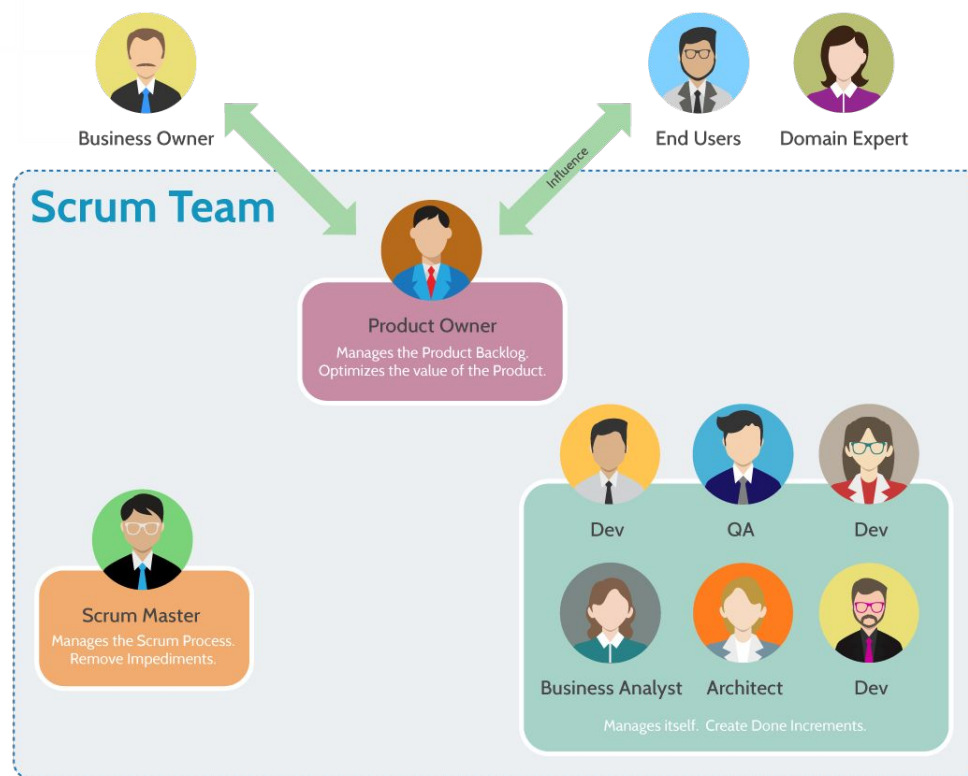 Business Owner
End Users
Domain Expert
Influence
Scrum Team
Product Owner
Manages the Product Backlog.
Optimizes the value of the Product.
Dev
QA
Dev
Scrum Master
Manages the Scrum Process.
Remove Impediments.
Business Analyst
Architect
Dev
Manages itself. Create Done Increments.